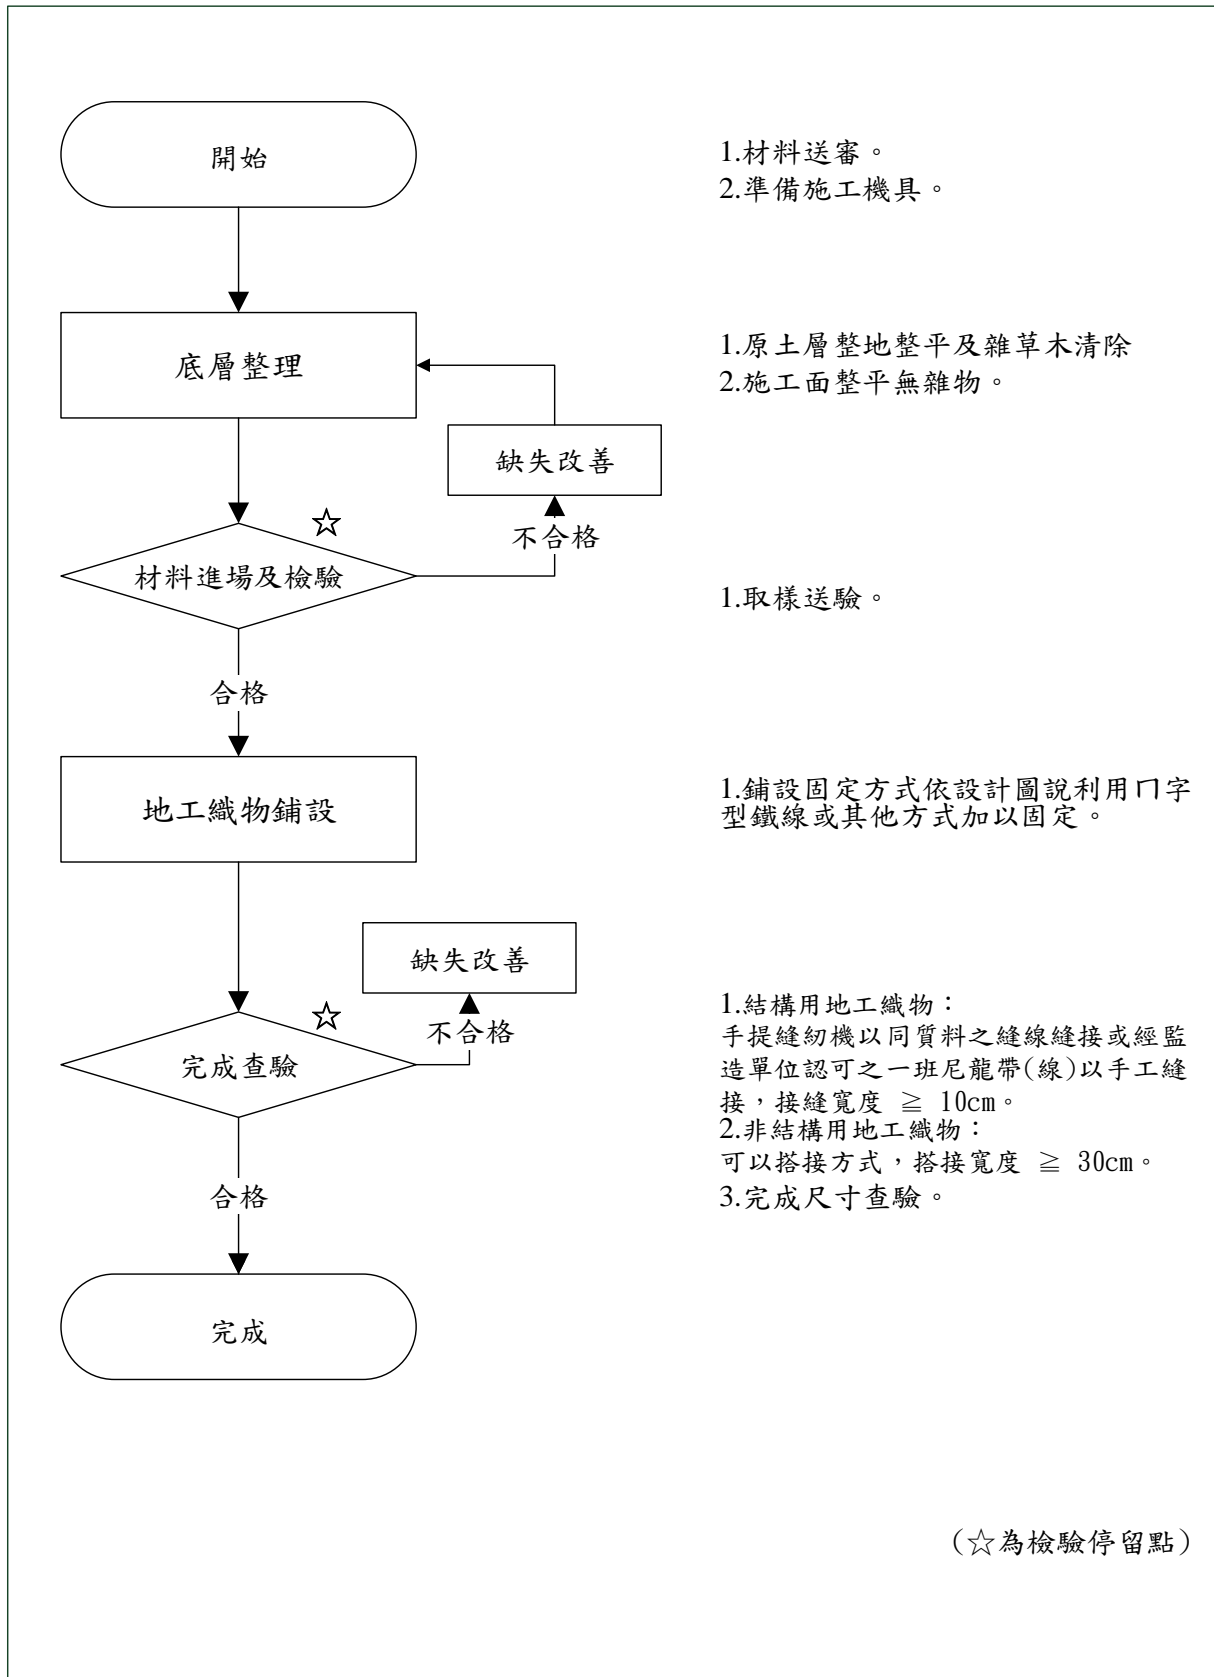 開始
1.材料送審。
2.準備施工機具。
底層整理
1.原土層整地整平及雜草木清除
2.施工面整平無雜物。
缺失改善
不合格
☆
材料進場及檢驗
1.取樣送驗。
合格
地工織物鋪設
1.鋪設固定方式依設計圖說利用冂字
型鐵線或其他方式加以固定。
缺失改善
不合格
☆
完成查驗
1.結構用地工織物：
手提縫紉機以同質料之縫線縫接或經監
造單位認可之一班尼龍帶(線)以手工縫
接，接縫寬度 ≧ 10cm。
2.非結構用地工織物：
可以搭接方式，搭接寬度 ≧ 30cm。
3.完成尺寸查驗。
合格
完成
(☆為檢驗停留點)